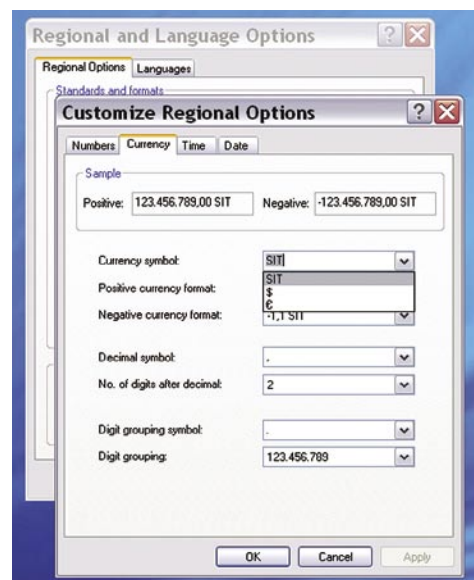 Regional and Language Options
Regional Options Languages
Standards and formats
Customize Regional Options
Numbers Currency Time Date
Sample
Positive: 123.456.789,00 SIT Negative: -123.456.789,00 SIT
Currency symbol: SIT
SIT
$
€
Positive currency format:
Negative currency format: -1,1 SIT
Decimal symbol: ,
No. of digits after decimal: 2
Digit grouping symbol: .
Digit grouping: 123.456.789
OK Cancel Apply